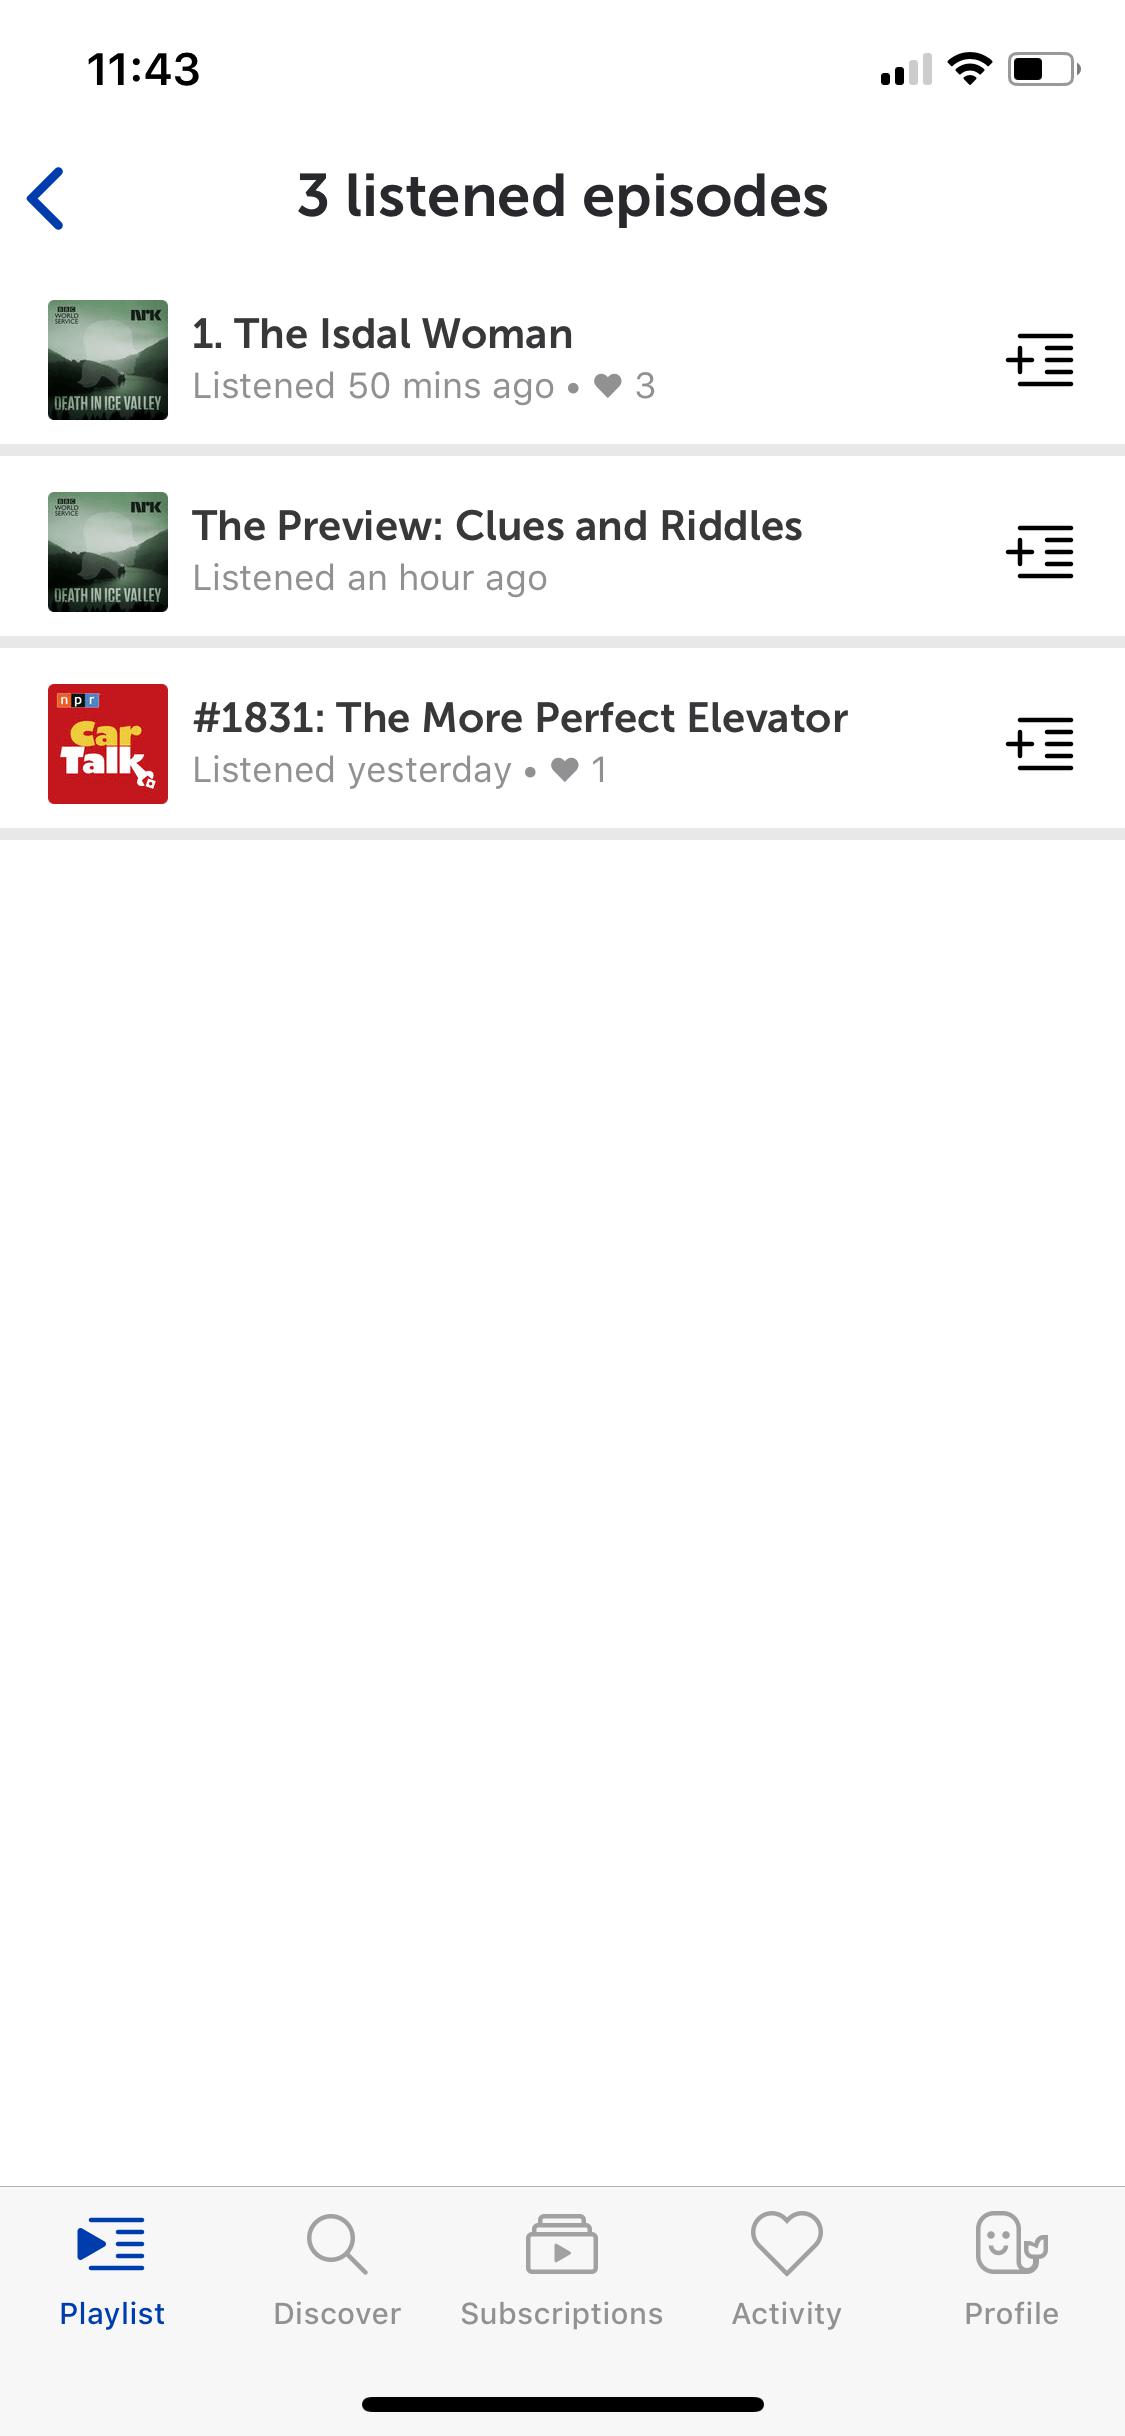 11:43
3 listened episodes
BBC
WORLD
SERVICE
NRK
DEATH IN ICE VALLEY
1. The Isdal Woman
Listened 50 mins ago • ♥ 3
BBC
WORLD
SERVICE
NRK
DEATH IN ICE VALLEY
The Preview: Clues and Riddles
Listened an hour ago
npr
Car
Talk
#1831: The More Perfect Elevator
Listened yesterday • ♥ 1
Playlist
Discover
Subscriptions
Activity
Profile